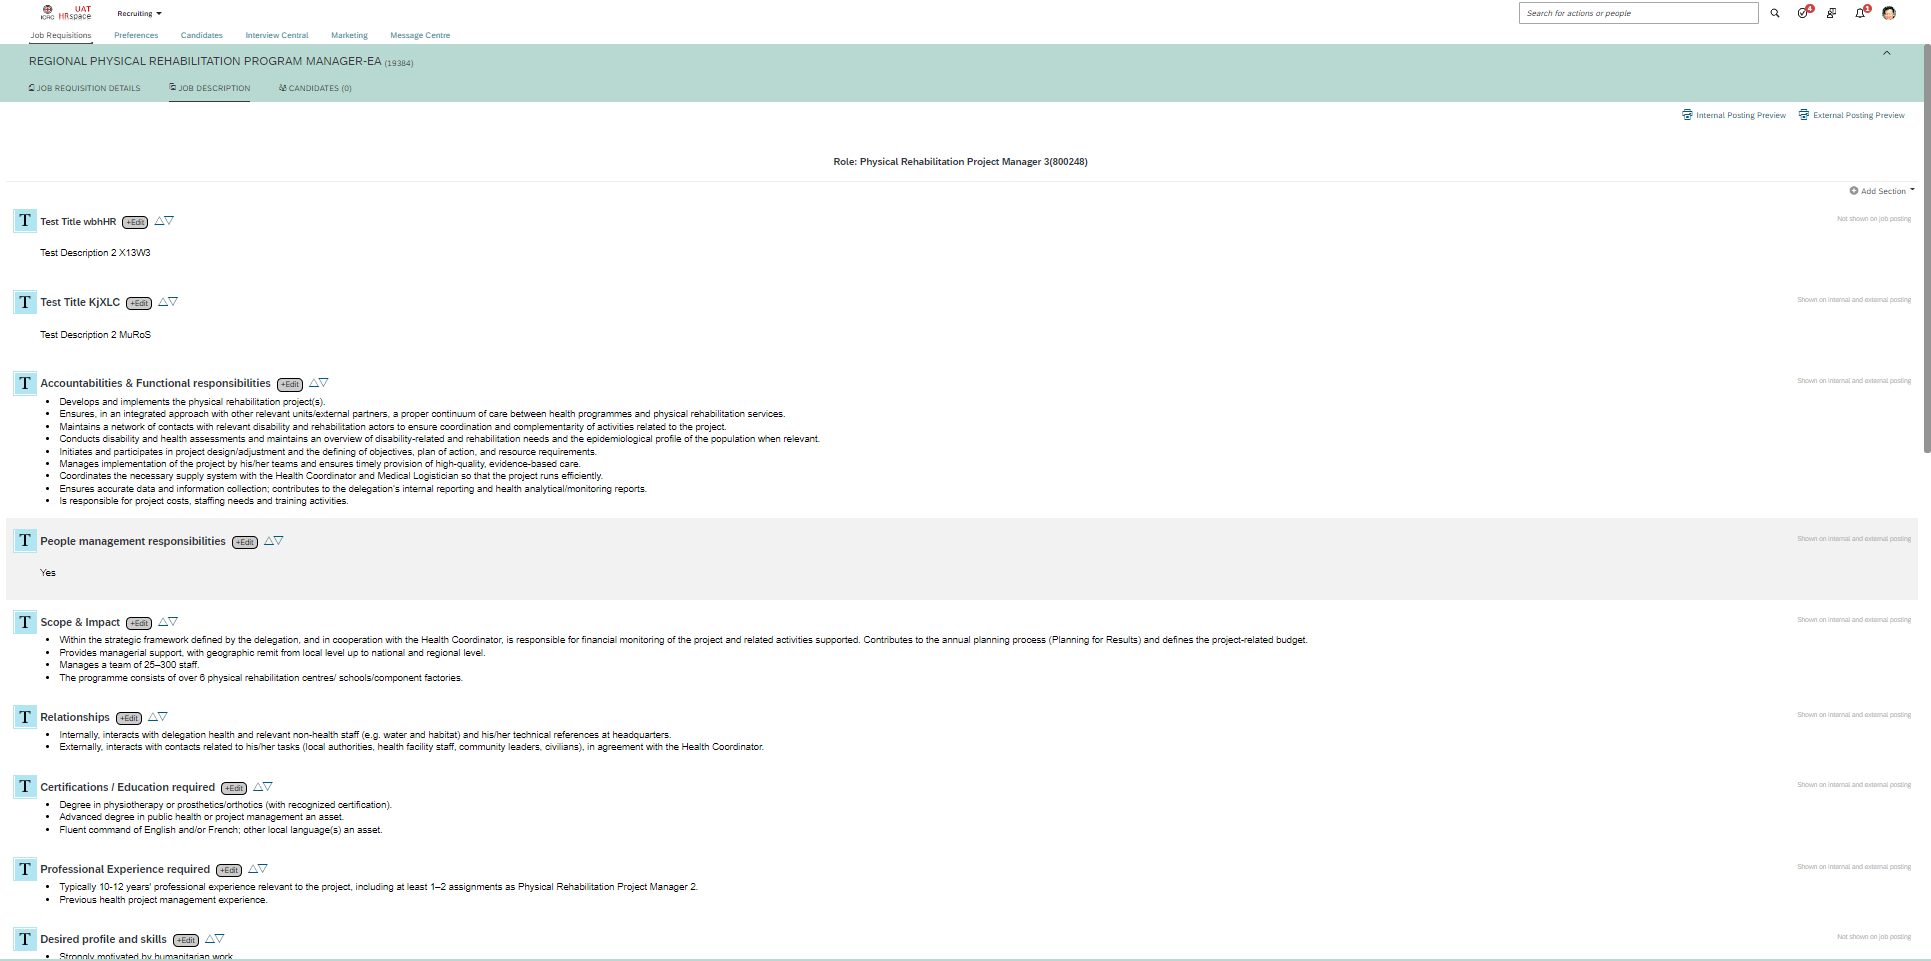 ICRC
UAT
HRspace
Recruiting
Search for actions or people
4
1
Job Requisitions
Preferences
Candidates
Interview Central
Marketing
Message Centre
REGIONAL PHYSICAL REHABILITATION PROGRAM MANAGER-EA (19384)
JOB REQUISITION DETAILS
JOB DESCRIPTION
CANDIDATES (0)
Internal Posting Preview
External Posting Preview
Role: Physical Rehabilitation Project Manager 3(800248)
Add Section
T Test Title wbhHR +Edit
Not shown on job posting
Test Description 2 X13W3
T Test Title KjXLC +Edit
Shown on internal and external posting
Test Description 2 MuRoS
T Accountabilities & Functional responsibilities +Edit
Shown on internal and external posting
• Develops and implements the physical rehabilitation project(s).
• Ensures, in an integrated approach with other relevant units/external partners, a proper continuum of care between health programmes and physical rehabilitation services.
• Maintains a network of contacts with relevant disability and rehabilitation actors to ensure coordination and complementarity of activities related to the project.
• Conducts disability and health assessments and maintains an overview of disability-related and rehabilitation needs and the epidemiological profile of the population when relevant.
• Initiates and participates in project design/adjustment and the defining of objectives, plan of action, and resource requirements.
• Manages implementation of the project by his/her teams and ensures timely provision of high-quality, evidence-based care.
• Coordinates the necessary supply system with the Health Coordinator and Medical Logistician so that the project runs efficiently.
• Ensures accurate data and information collection; contributes to the delegation's internal reporting and health analytical/monitoring reports.
• Is responsible for project costs, staffing needs and training activities.
T People management responsibilities +Edit
Shown on internal and external posting
Yes
T Scope & Impact +Edit
Shown on internal and external posting
• Within the strategic framework defined by the delegation, and in cooperation with the Health Coordinator, is responsible for financial monitoring of the project and related activities supported. Contributes to the annual planning process (Planning for Results) and defines the project-related budget.
• Provides managerial support, with geographic remit from local level up to national and regional level.
• Manages a team of 25–300 staff.
• The programme consists of over 6 physical rehabilitation centres/ schools/component factories.
T Relationships +Edit
Shown on internal and external posting
• Internally, interacts with delegation health and relevant non-health staff (e.g. water and habitat) and his/her technical references at headquarters.
• Externally, interacts with contacts related to his/her tasks (local authorities, health facility staff, community leaders, civilians), in agreement with the Health Coordinator.
T Certifications / Education required +Edit
Shown on internal and external posting
• Degree in physiotherapy or prosthetics/orthotics (with recognized certification).
• Advanced degree in public health or project management an asset.
• Fluent command of English and/or French; other local language(s) an asset.
T Professional Experience required +Edit
Shown on internal and external posting
• Typically 10-12 years' professional experience relevant to the project, including at least 1–2 assignments as Physical Rehabilitation Project Manager 2.
• Previous health project management experience.
T Desired profile and skills +Edit
Not shown on job posting
• Strongly motivated by humanitarian work